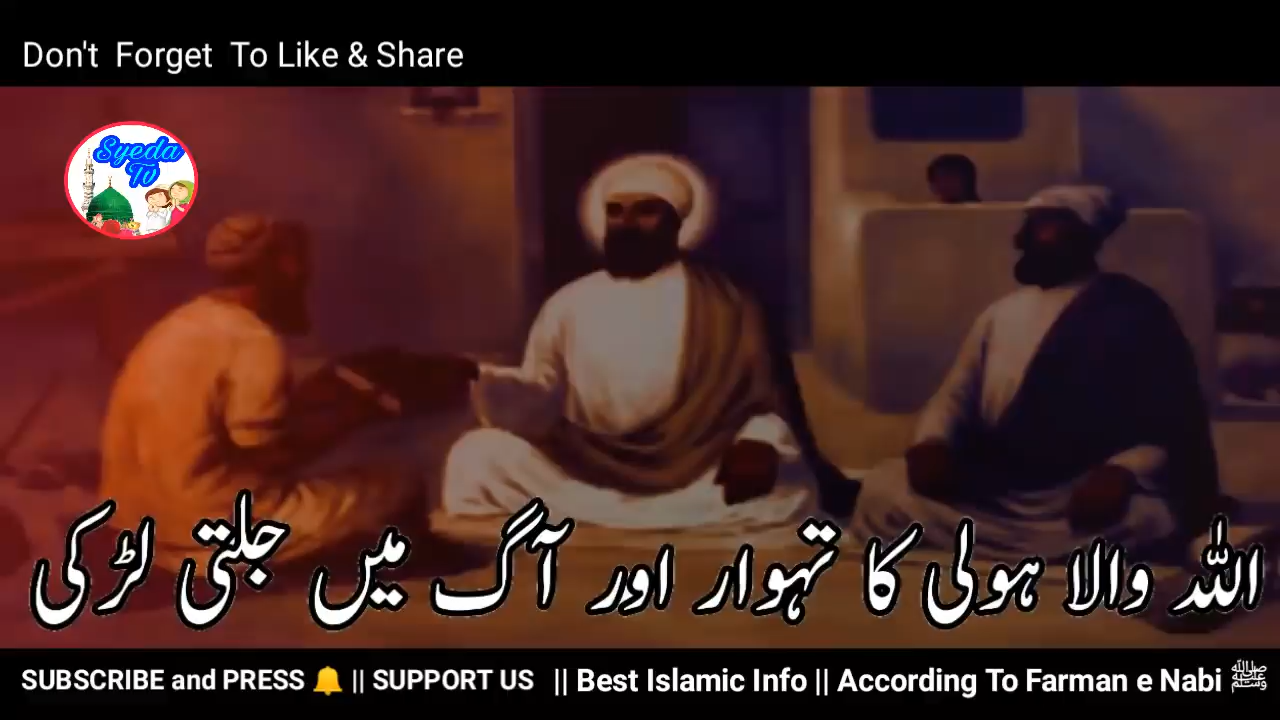 Don't Forget To Like & Share
Syeda
Tv
اللہ والا ہولی کا تہوار اور آگ میں جلتی لڑکی
SUBSCRIBE and PRESS 🔔 || SUPPORT US || Best Islamic Info || According To Farman e Nabi ﷺ